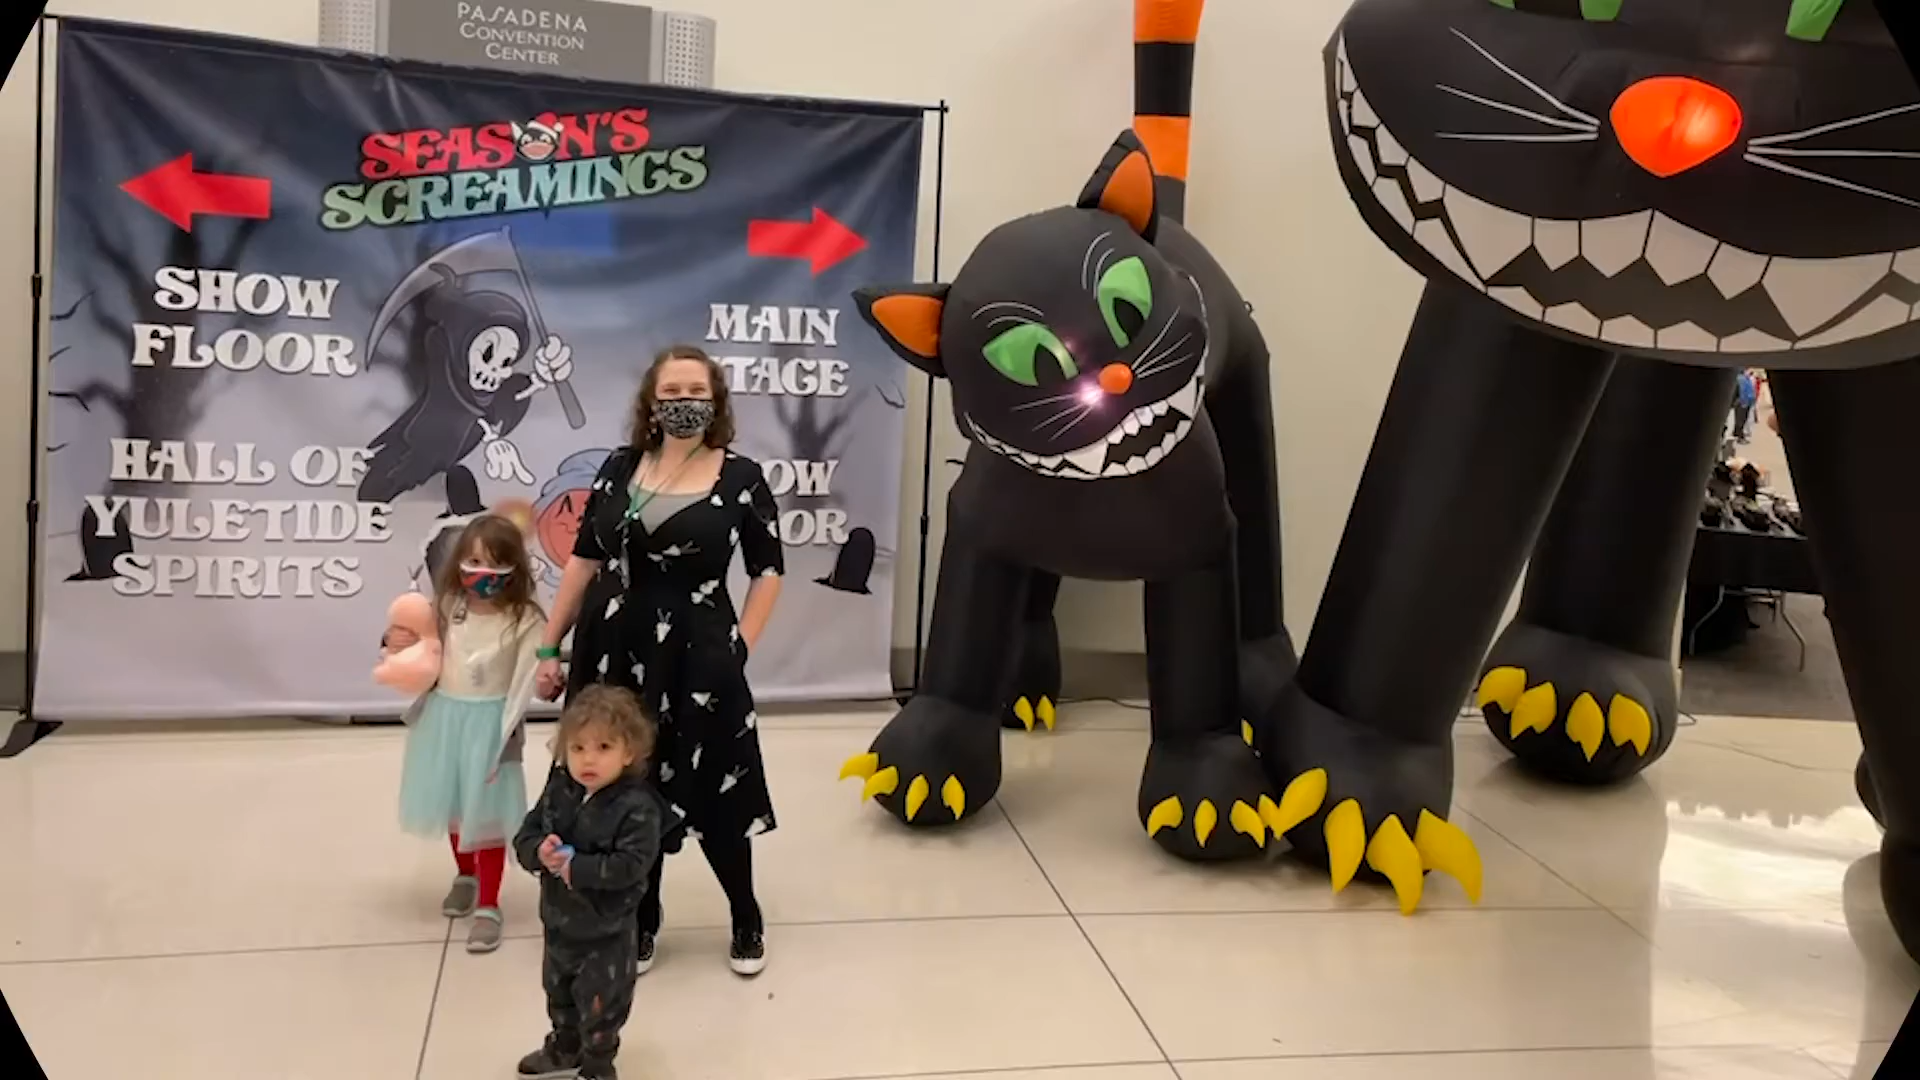 PASADENA
CONVENTION
CENTER
SEASON'S
SCREAMINGS
SHOW
FLOOR
MAIN
HALL OF
YULETIDE
SPIRITS